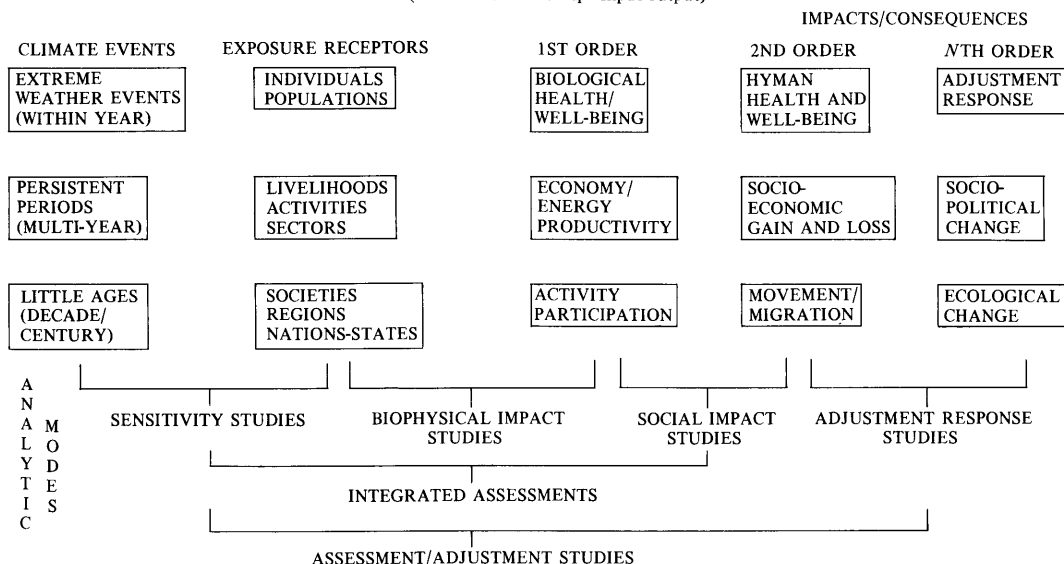 IMPACTS/CONSEQUENCES
CLIMATE EVENTS EXPOSURE RECEPTORS 1ST ORDER 2ND ORDER NTH ORDER
EXTREME
WEATHER EVENTS
(WITHIN YEAR)
INDIVIDUALS
POPULATIONS
BIOLOGICAL
HEALTH/
WELL-BEING
HYMAN
HEALTH AND
WELL-BEING
ADJUSTMENT
RESPONSE
PERSISTENT
PERIODS
(MULTI-YEAR)
LIVELIHOODS
ACTIVITIES
SECTORS
ECONOMY/
ENERGY
PRODUCTIVITY
SOCIO-
ECONOMIC
GAIN AND LOSS
SOCIO-
POLITICAL
CHANGE
LITTLE AGES
(DECADE/
CENTURY)
SOCIETIES
REGIONS
NATIONS-STATES
ACTIVITY
PARTICIPATION
MOVEMENT/
MIGRATION
ECOLOGICAL
CHANGE
ANALYTIC
MODES
SENSITIVITY STUDIES
BIOPHYSICAL IMPACT
STUDIES
SOCIAL IMPACT
STUDIES
ADJUSTMENT RESPONSE
STUDIES
INTEGRATED ASSESSMENTS
ASSESSMENT/ADJUSTMENT STUDIES